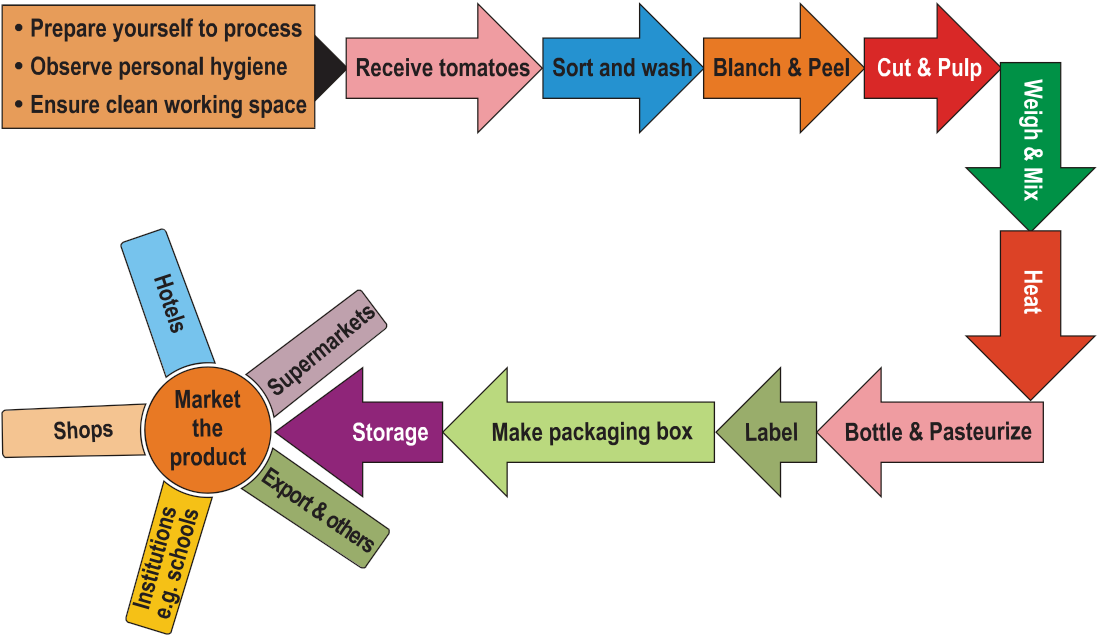 • Prepare yourself to process
• Observe personal hygiene
• Ensure clean working space
Receive tomatoes
Sort and wash
Blanch & Peel
Cut & Pulp
Weigh & Mix
Heat
Bottle & Pasteurize
Label
Make packaging box
Storage
Market
the
product
Hotels
Supermarkets
Shops
Export & others
Institutions
e.g. schools